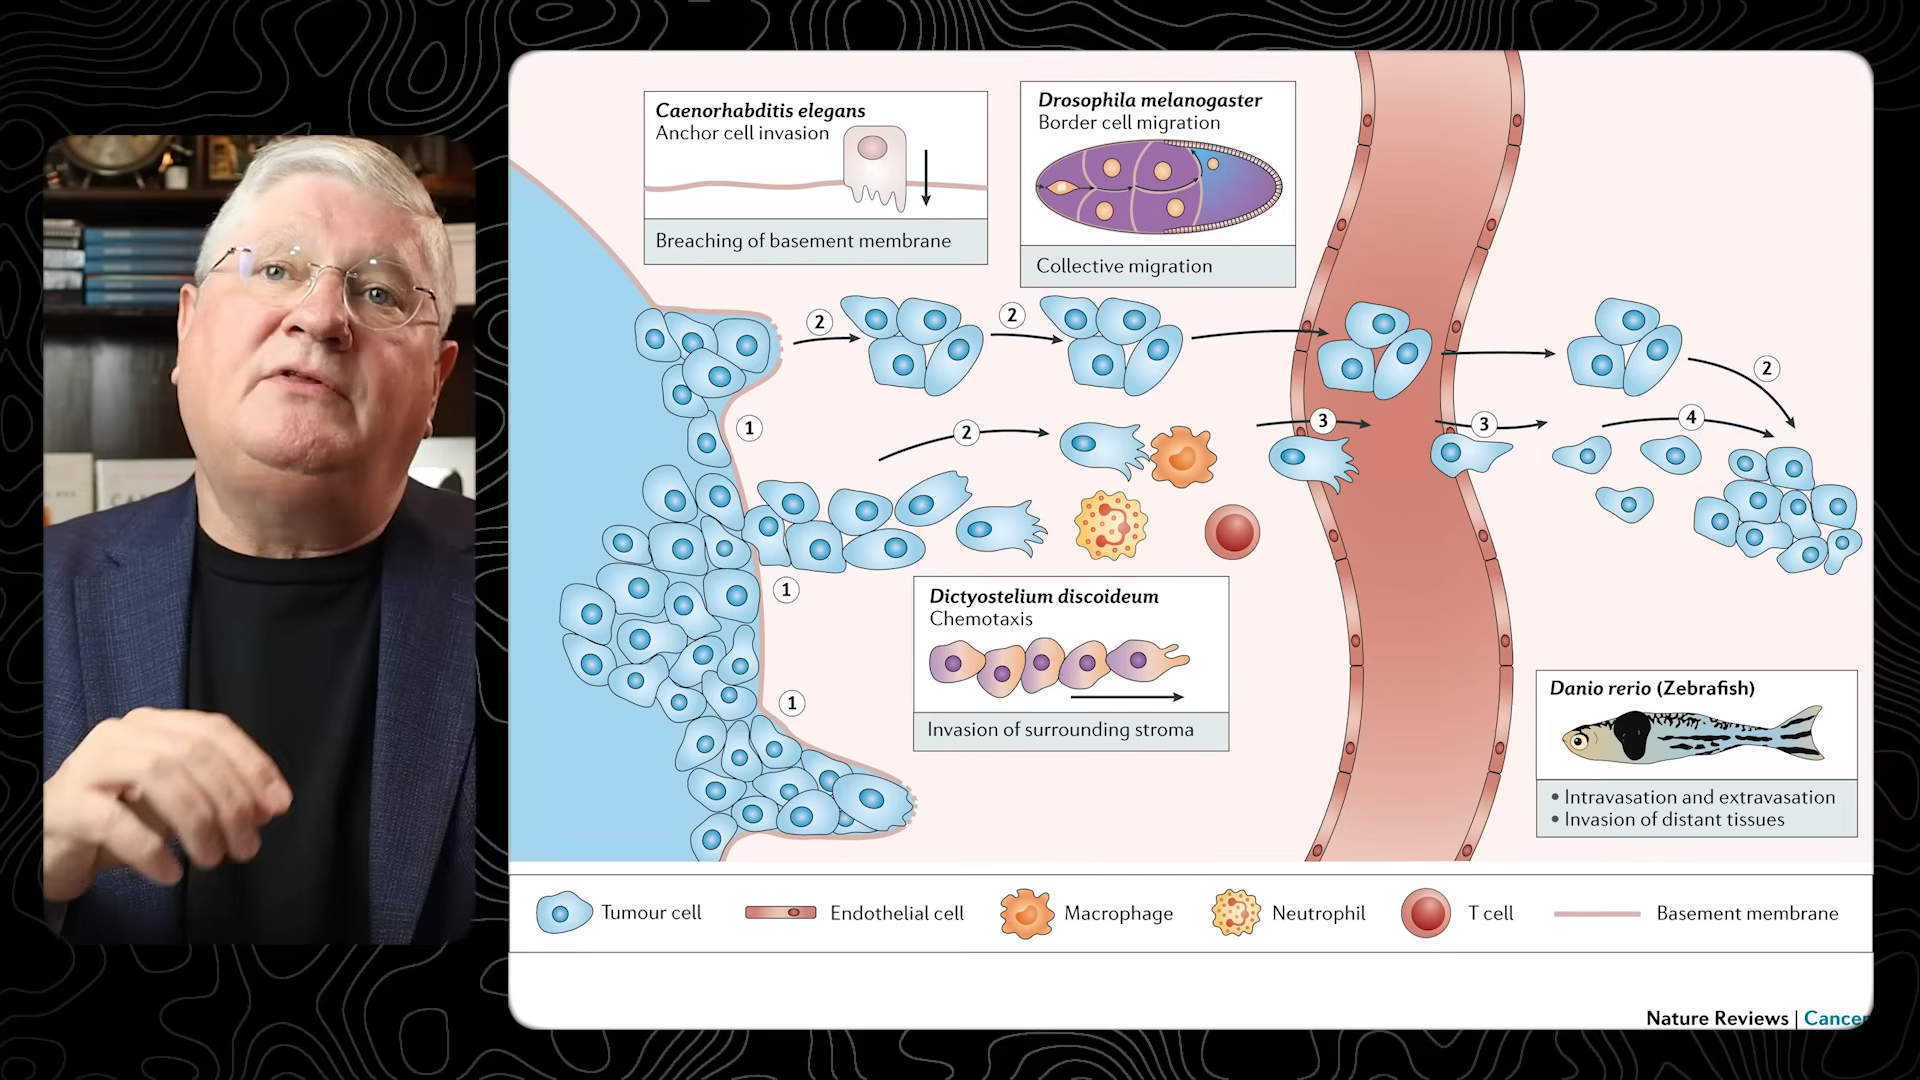 Caenorhabditis elegans
Anchor cell invasion
Breaching of basement membrane
Drosophila melanogaster
Border cell migration
Collective migration
2
2
2
1
2
3
3
4
1
Dictyostelium discoideum
Chemotaxis
Invasion of surrounding stroma
1
Danio rerio (Zebrafish)
• Intravasation and extravasation
• Invasion of distant tissues
Tumour cell
Endothelial cell
Macrophage
Neutrophil
T cell
Basement membrane
Nature Reviews | Cancer